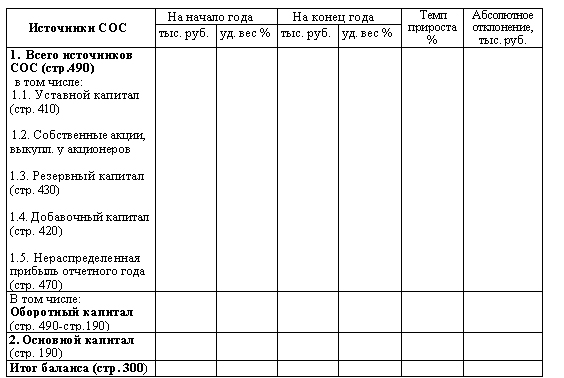 Источники СОС
На начало года
На конец года
Темп
прироста
%
Абсолютное
отклонение,
тыс. руб.
тыс. руб.
уд. вес %
тыс. руб.
уд. вес %
1. Всего источников
СОС (стр.490)
в том числе:
1.1. Уставной капитал
(стр. 410)
1.2. Собственные акции,
выкупл. у акционеров
1.3. Резервный капитал
(стр. 430)
1.4. Добавочный капитал
(стр. 420)
1.5. Нераспределенная
прибыль отчетного года
(стр. 470)
В том числе:
Оборотный капитал
(стр. 490-стр.190)
2. Основной капитал
(стр. 190)
Итог баланса (стр. 300)